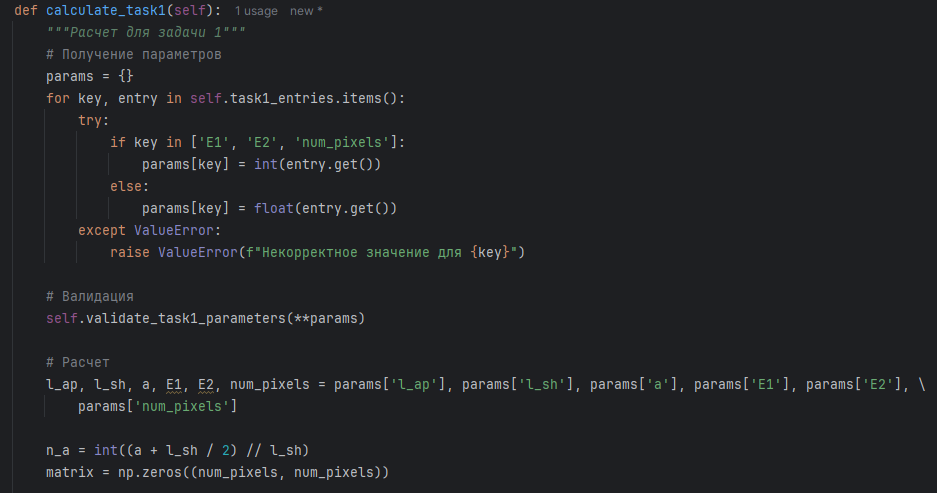 def calculate_task1(self):  1 usage  new *
    """Расчет для задачи 1"""
    # Получение параметров
    params = {}
    for key, entry in self.task1_entries.items():
        try:
            if key in ['E1', 'E2', 'num_pixels']:
                params[key] = int(entry.get())
            else:
                params[key] = float(entry.get())
        except ValueError:
            raise ValueError(f"Некорректное значение для {key}")
    # Валидация
    self.validate_task1_parameters(**params)
    # Расчет
    l_ap, l_sh, a, E1, E2, num_pixels = params['l_ap'], params['l_sh'], params['a'], params['E1'], params['E2'], \
        params['num_pixels']
    n_a = int((a + l_sh / 2) // l_sh)
    matrix = np.zeros((num_pixels, num_pixels))